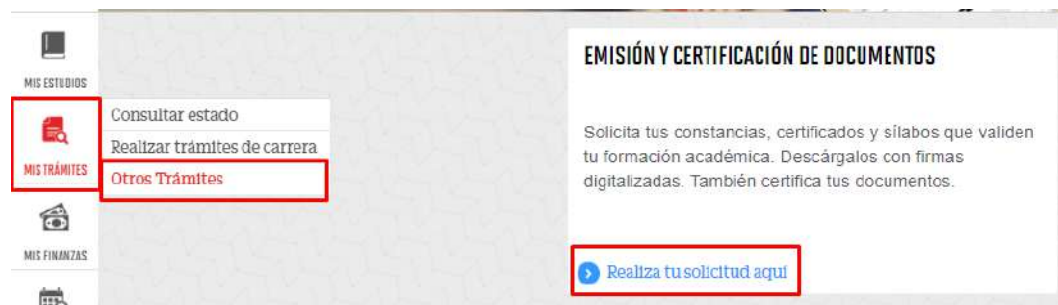 MIS ESTUDIOS
MIS TRÁMITES
MIS FINANZAS
Consultar estado
Realizar trámites de carrera
Otros Trámites
EMISIÓN Y CERTIFICACIÓN DE DOCUMENTOS
Solicita tus constancias, certificados y sílabos que validen
tu formación académica. Descárgalos con firmas
digitalizadas. También certifica tus documentos.
Realiza tu solicitud aquí